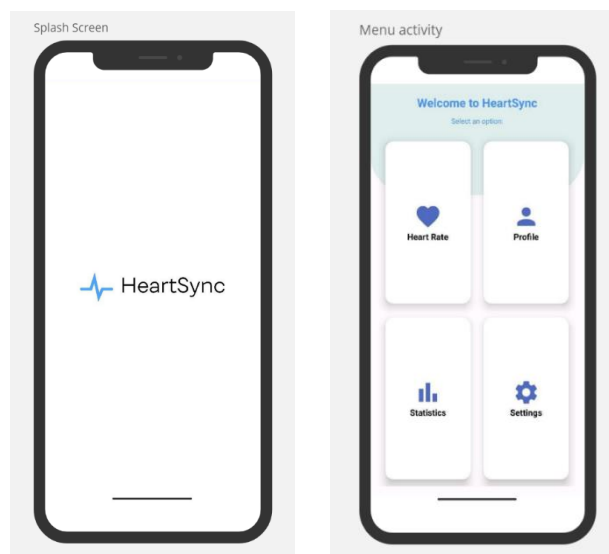 Splash Screen
HeartSync
Menu activity
Welcome to HeartSync
Select an option
Heart Rate
Profile
Statistics
Settings